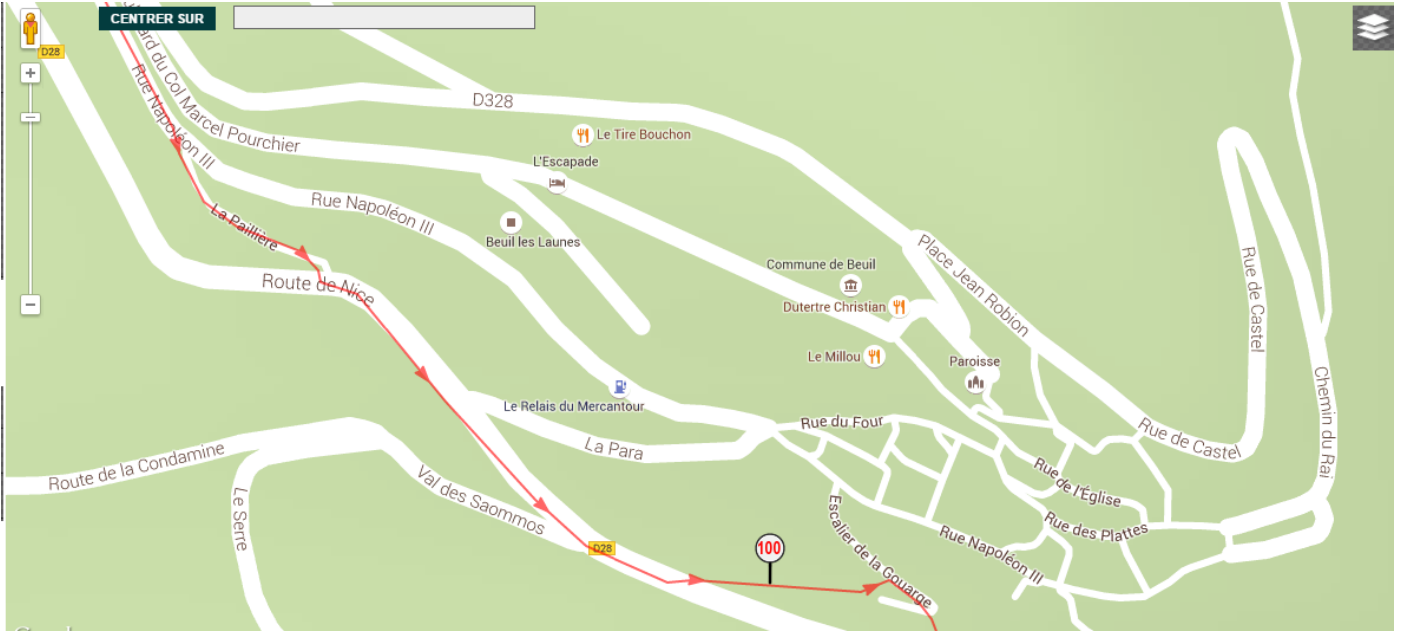 CENTRER SUR
D28
ard du Col Marcel Pourchier
Rue Napoléon III
D328
Le Tire Bouchon
L'Escapade
Rue Napoléon III
La Paillière
Beuil les Launes
Place Jean Robion
Rue de Castel
Commune de Beuil
Route de Nice
Dutertre Christian
Le Millou
Paroisse
Chemin du Rai
Le Relais du Mercantour
Rue du Four
Rue de Castel
La Para
Route de la Condamine
Val des Saommos
Rue de l'Église
Le Serre
Escalier de la Gouarge
Rue des Plattes
Rue Napoléon III
D28
100